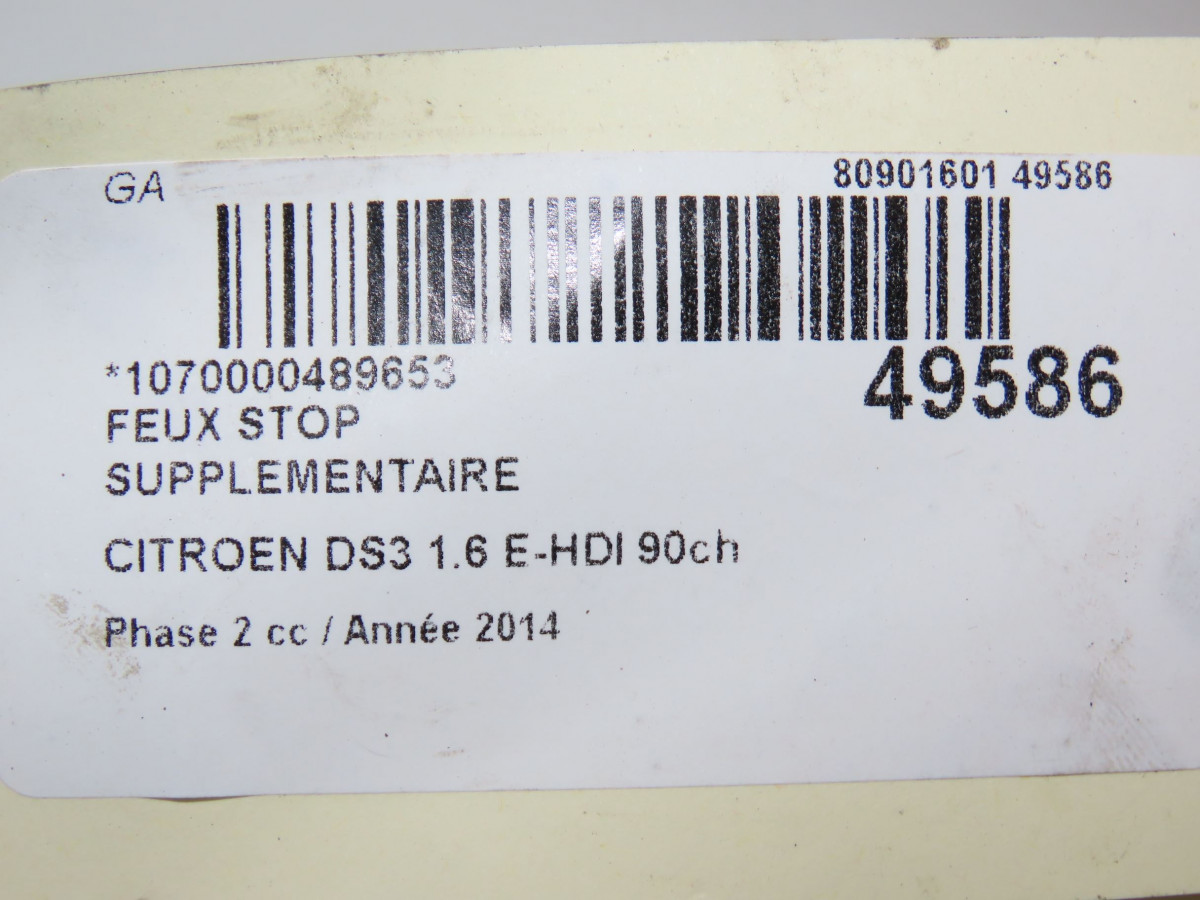 GA
80901601 49586
*1070000489653
49586
FEUX STOP
SUPPLEMENTAIRE
CITROEN DS3 1.6 E-HDI 90ch
Phase 2 cc / Année 2014